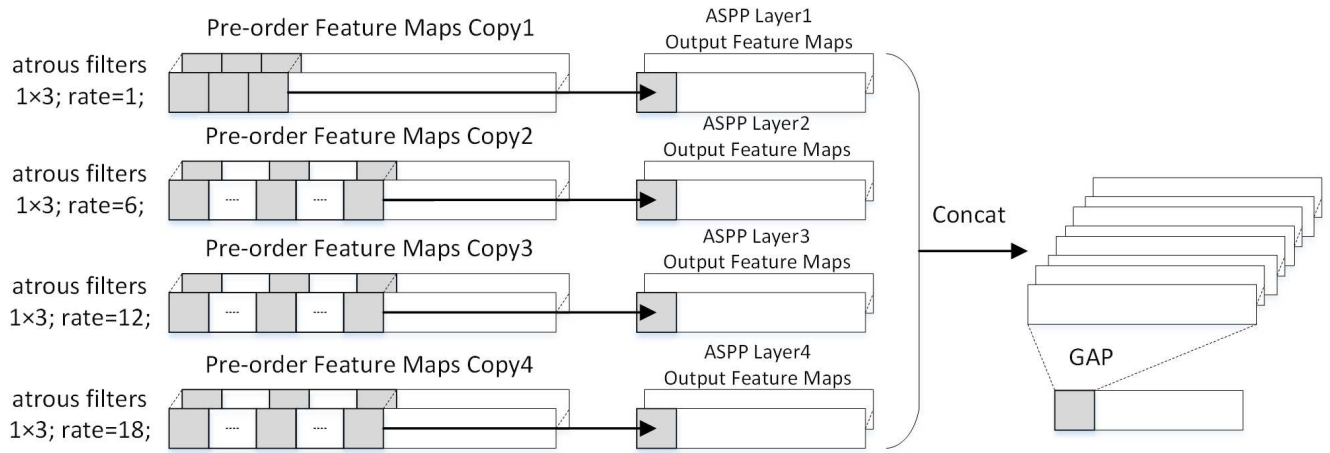 Pre-order Feature Maps Copy1
ASPP Layer1
Output Feature Maps
atrous filters
1×3; rate=1;
Pre-order Feature Maps Copy2
ASPP Layer2
Output Feature Maps
atrous filters
1×3; rate=6;
....
....
Pre-order Feature Maps Copy3
ASPP Layer3
Output Feature Maps
atrous filters
1×3; rate=12;
....
....
Pre-order Feature Maps Copy4
ASPP Layer4
Output Feature Maps
atrous filters
1×3; rate=18;
....
....
Concat
GAP